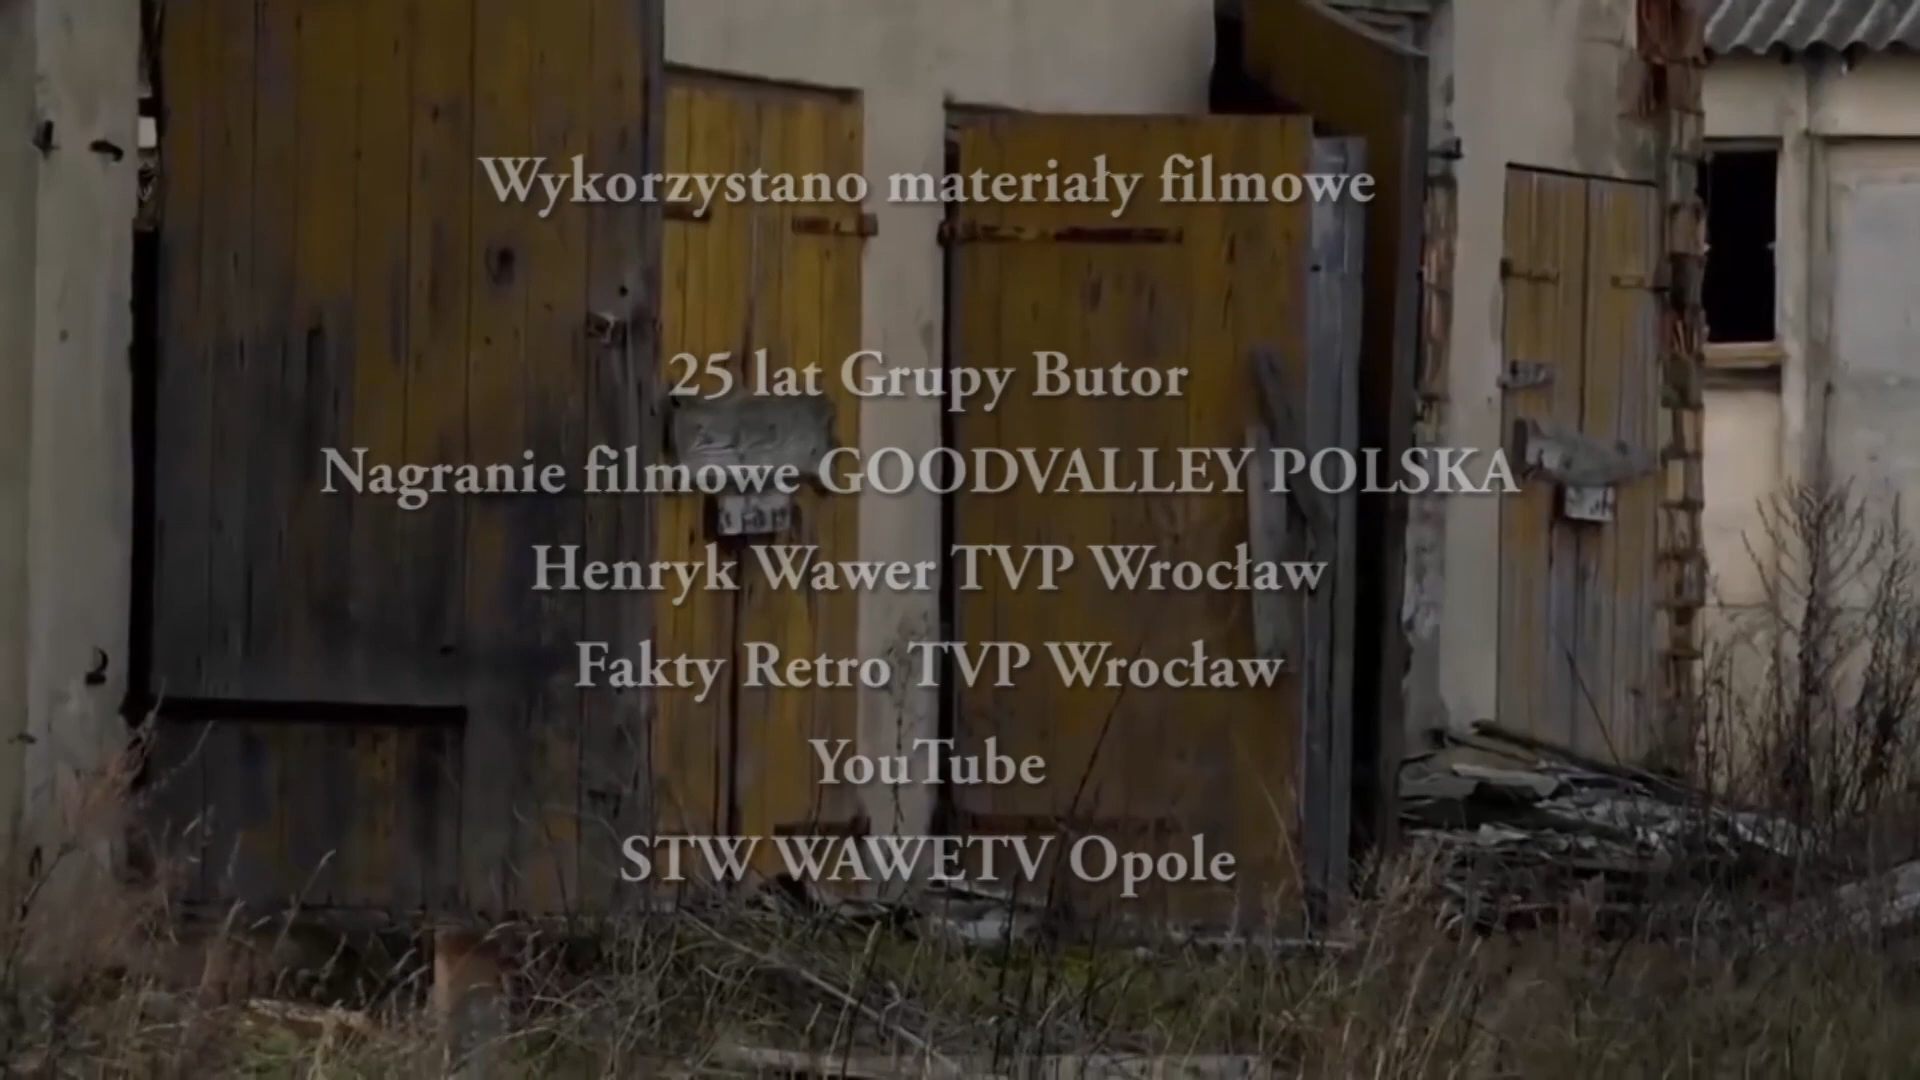 Wykorzystano materiały filmowe
25 lat Grupy Butor
Nagranie filmowe GOODVALLEY POLSKA
Henryk Wawer TVP Wrocław
Fakty Retro TVP Wrocław
YouTube
STW WAWETV Opole